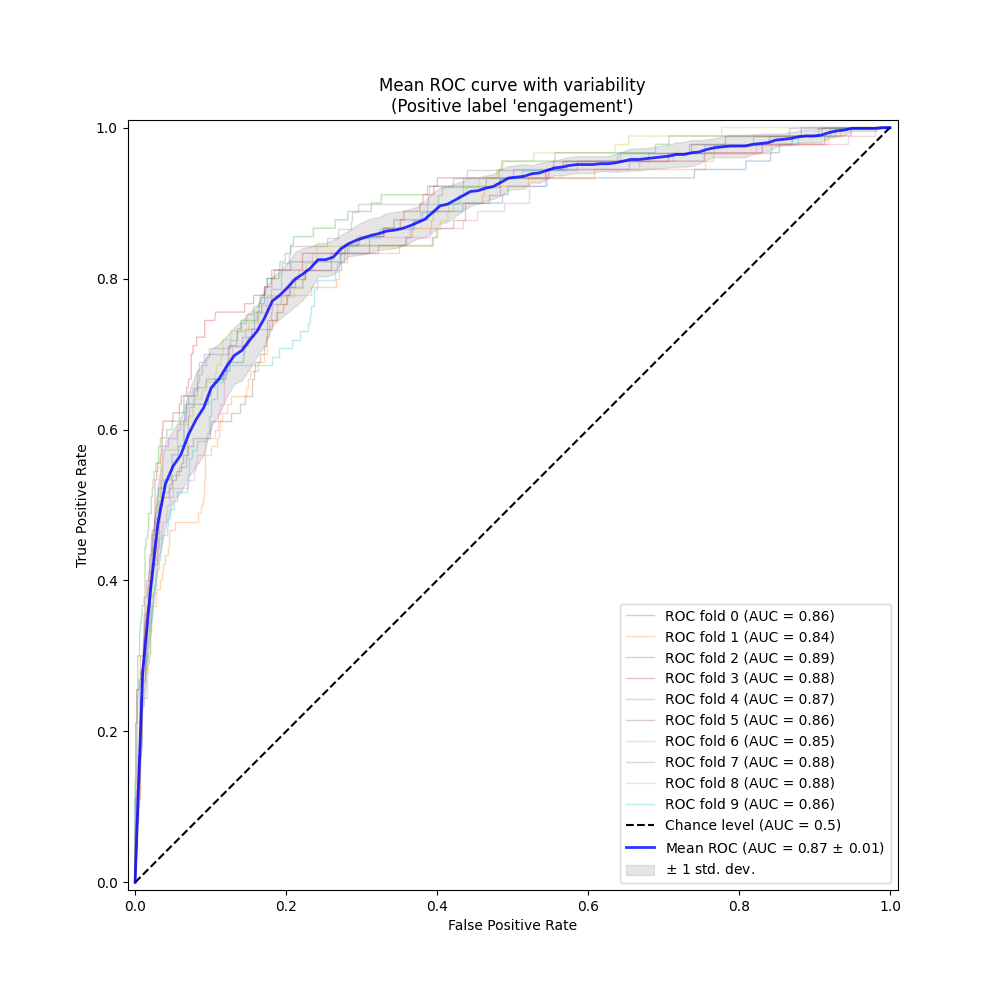 Mean ROC curve with variability
(Positive label 'engagement')
True Positive Rate
1.0
0.8
0.6
0.4
0.2
0.0
0.0 0.2 0.4 0.6 0.8 1.0
False Positive Rate
ROC fold 0 (AUC = 0.86)
ROC fold 1 (AUC = 0.84)
ROC fold 2 (AUC = 0.89)
ROC fold 3 (AUC = 0.88)
ROC fold 4 (AUC = 0.87)
ROC fold 5 (AUC = 0.86)
ROC fold 6 (AUC = 0.85)
ROC fold 7 (AUC = 0.88)
ROC fold 8 (AUC = 0.88)
ROC fold 9 (AUC = 0.86)
Chance level (AUC = 0.5)
Mean ROC (AUC = 0.87 ± 0.01)
± 1 std. dev.